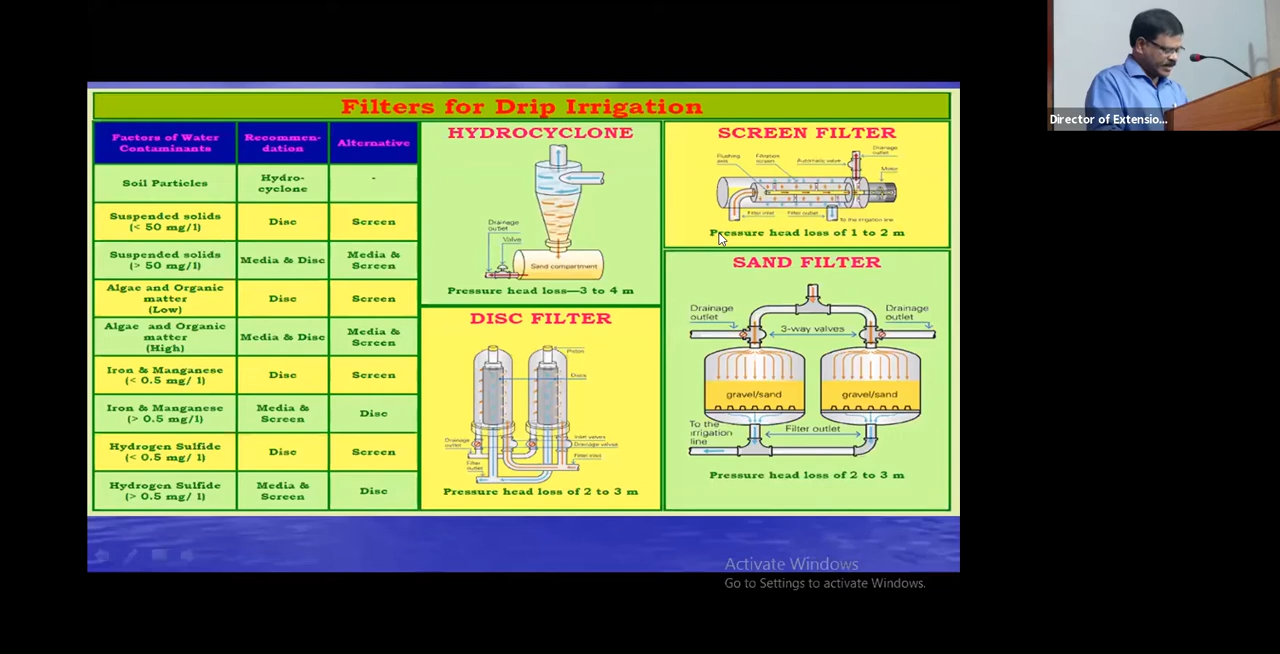 Filters for Drip Irrigation
Factors of Water
Contaminants
Recommen-
dation
Alternative
Soil Particles
Hydro-
cyclone
-
Suspended solids
(< 50 mg/l)
Disc
Screen
Suspended solids
(> 50 mg/l)
Media & Disc
Media &
Screen
Algae and Organic
matter
(Low)
Disc
Screen
Algae and Organic
matter
(High)
Media & Disc
Media &
Screen
Iron & Manganese
(< 0.5 mg/ l)
Disc
Screen
Iron & Manganese
(> 0.5 mg/l)
Media &
Screen
Disc
Hydrogen Sulfide
(< 0.5 mg/ l)
Disc
Screen
Hydrogen Sulfide
(> 0.5 mg/ l)
Media &
Screen
Disc
HYDROCYCLONE
Drainage
outlet
Valve
Sand compartment
Pressure head loss—3 to 4 m
DISC FILTER
Piston
Discs
Drainage
outlet
Inlet valves
Drainage valves
Filter
outlet
Filter inlet
Pressure head loss of 2 to 3 m
SCREEN FILTER
Flushing
Filtration
screen
Automatic valve
Drainage
outlet
Motor
Filter inlet
Filter outlet
To the irrigation line
Pressure head loss of 1 to 2 m
SAND FILTER
Drainage
outlet
3-way valves
Drainage
outlet
gravel/sand
gravel/sand
To the
irrigation
line
Filter outlet
Pressure head loss of 2 to 3 m
Director of Extensio...
Activate Windows
Go to Settings to activate Windows.